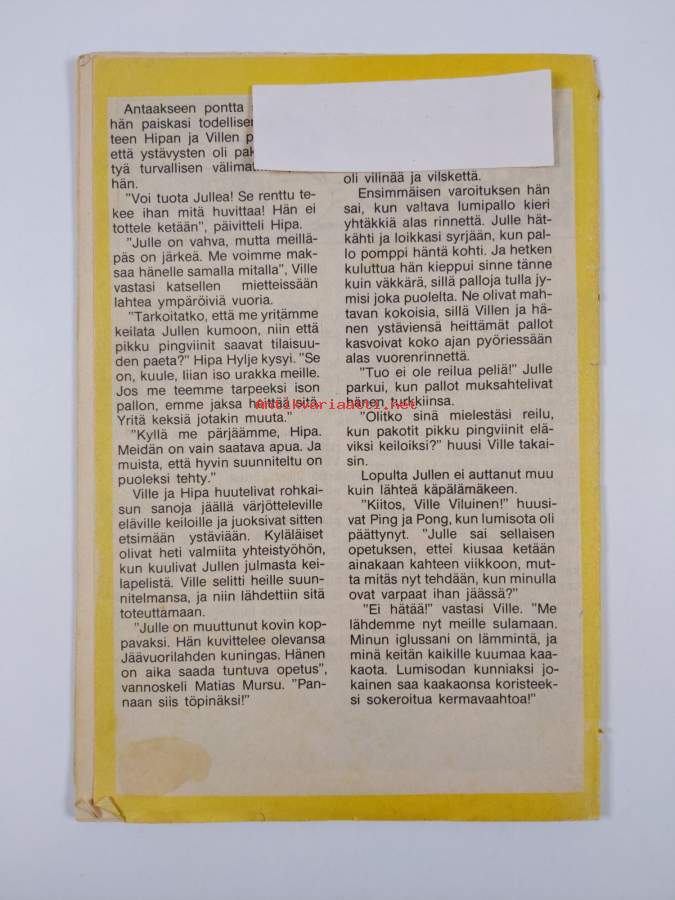 Antaakseen pontta
hän paiskasi
teen Hipan ja Villen
että ystävysten oli
tyä turvallisen
hän.
"Voi tuota Jullea! Se renttu te-
kee ihan mitä huvittaa! Hän ei
tottele ketään", päivitteli Hipa.
"Julle on vahva, mutta meillä-
päs on järkeä. Me voimme mak-
saa hänelle samalla mitalla", Ville
vastasi katsellen mietteissään
lahtea ympäröiviä vuoria.
"Tarkoitatko, että me yritämme
keilata Jullen kumoon, niin että
pikku pingviinit saavat tilaisuu-
den paeta?" Hipa Hylje kysyi. "Se
on, kuule, liian iso urakka meille.
Jos me teemme tarpeeksi ison
pallon, emme jaksa heittää sitä.
Yritä keksiä jotakin muuta."
"Kyllä me pärjäämme, Hipa.
Meidän on vain saatava apua. Ja
muista, että hyvin suunniteltu on
puoleksi tehty."
Ville ja Hipa huutelivat rohkai-
sun sanoja jäällä värjötteleville
eläville keiloille ja juoksivat sitten
etsimään ystäviään. Kyläläiset
olivat heti valmiita yhteistyöhön,
kun kuulivat Jullen julmasta kei-
lapelistä. Ville selitti heille suun-
nitelmansa, ja niin lähdettiin sitä
toteuttamaan.
"Julle on muuttunut kovin kop-
pavaksi. Hän kuvittelee olevansa
Jäävuorilahden kuningas. Hänen
on aika saada tuntuva opetus",
vannoskeli Matias Mursu. "Pan-
naan siis töpinäksi!"
oli vilinää ja vilskettä.
Ensimmäisen varoituksen hän
sai, kun valtava lumipallo kieri
yhtäkkiä alas rinnettä. Julle hät-
kähti ja loikkasi syrjään, kun pal-
lo pomppi häntä kohti. Ja hetken
kuluttua hän kieppui sinne tänne
kuin väkkärä, sillä palloja tulla jy-
misi joka puolelta. Ne olivat mah-
tavan kokoisia, sillä Villen ja hä-
nen ystäviensä heittämät pallot
kasvoivat koko ajan pyöriessään
alas vuorenrinnettä.
"Tuo ei ole reilua peliä!" Julle
parkui, kun pallot muksahtelivat
hänen turkkiinsa.
"Olitko sinä mielestäsi reilu,
kun pakotit pikku pingviinit elä-
viksi keiloiksi?" huusi Ville takai-
sin.
Lopulta Jullen ei auttanut muu
kuin lähteä käpälämäkeen.
"Kiitos, Ville Viluinen!" huusi-
vat Ping ja Pong, kun lumisota oli
päättynyt. "Julle sai sellaisen
opetuksen, ettei kiusaa ketään
ainakaan kahteen viikkoon, mut-
ta mitäs nyt tehdään, kun minulla
ovat varpaat ihan jäässä?"
"Ei hätää!" vastasi Ville. "Me
lähdemme nyt meille sulamaan.
Minun iglussani on lämmintä, ja
minä keitän kaikille kuumaa kaa-
kaota. Lumisodan kunniaksi jo-
kainen saa kaakaonsa koristeek-
si sokeroitua kermavaahtoa!"
Antikvariaatti.net